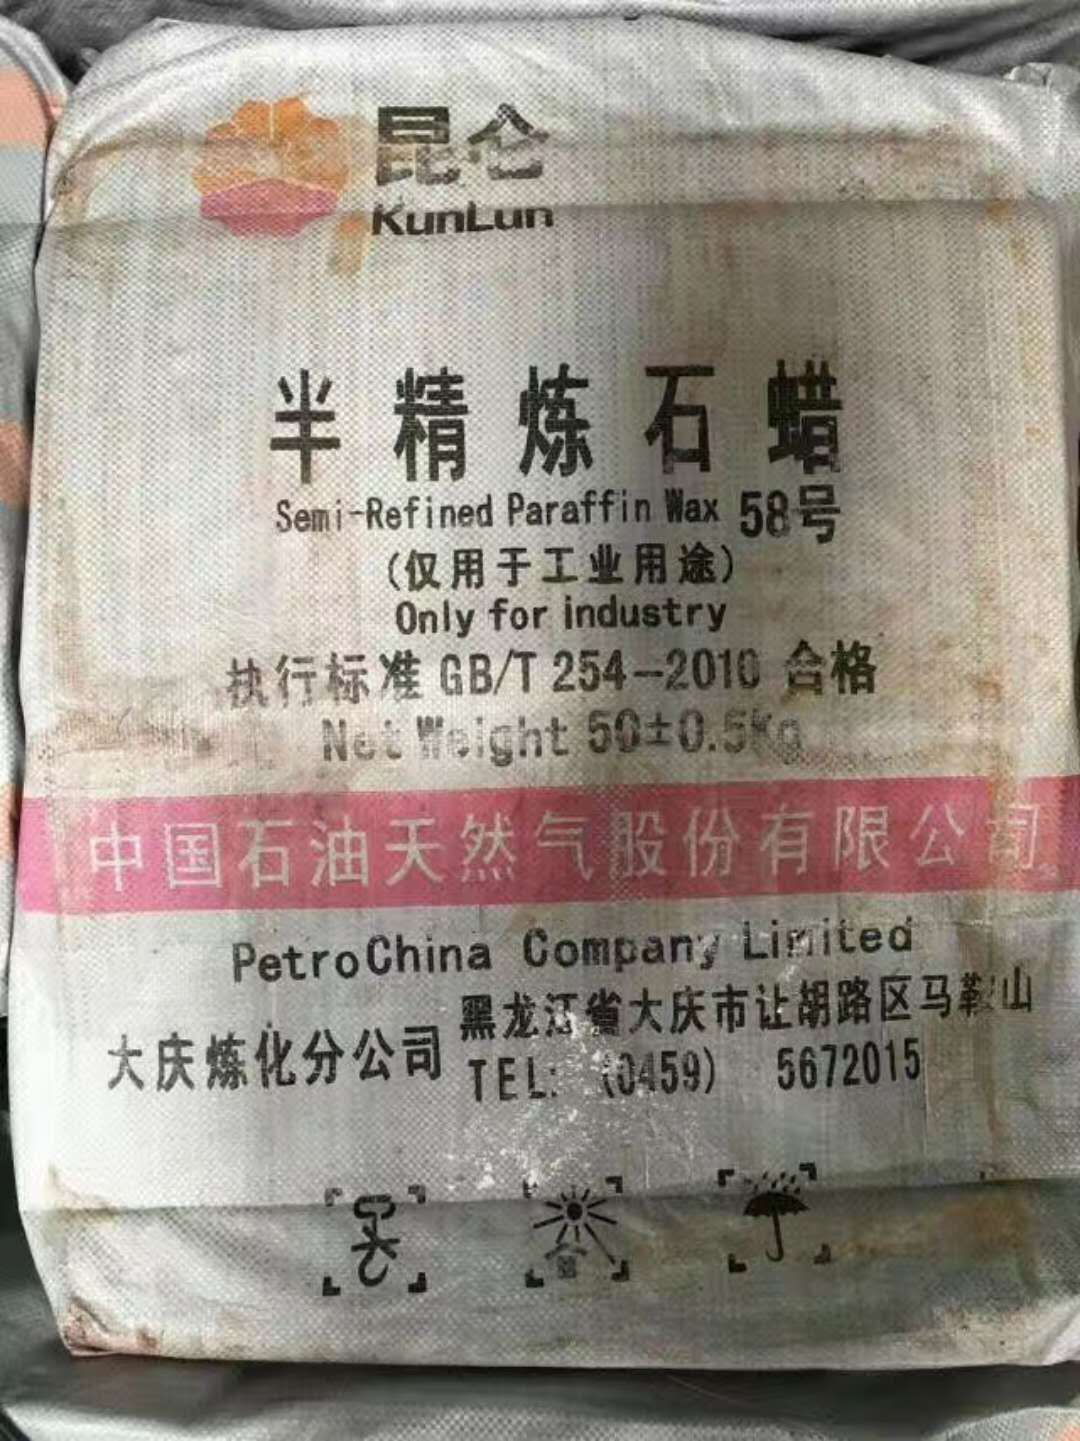 昆仑
KunLun
半精炼石蜡
Semi-Refined Paraffin Wax 58号
(仅用于工业用途)
Only for industry
执行标准 GB/T 254-2010 合格
Net Weight 50±0.5Kg
中国石油天然气股份有限公司
PetroChina Company Limited
大庆炼化分公司
黑龙江省大庆市让胡路区马鞍山
TEL: (0459) 5672015